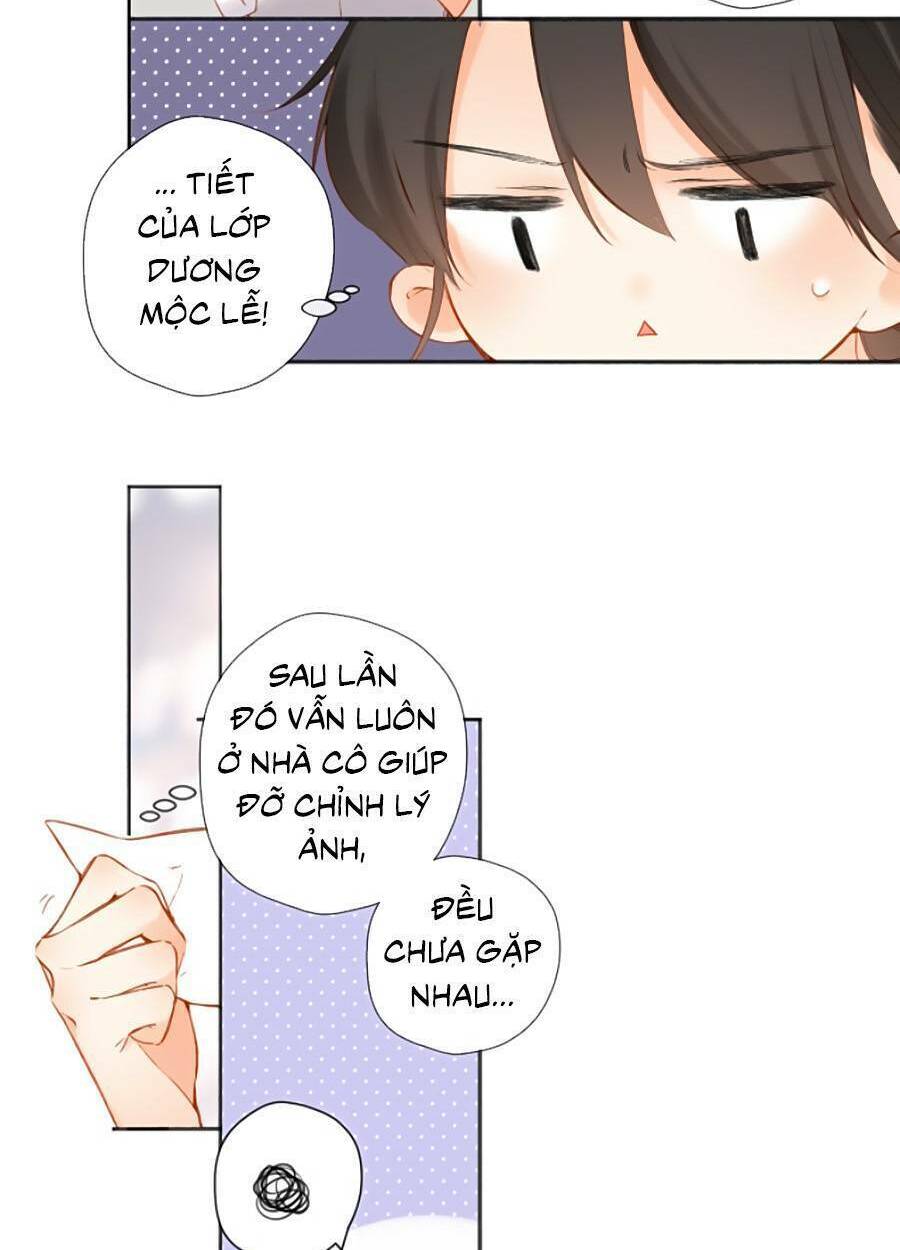 ... TIẾT
CỦA LỚP
DƯƠNG
MỘC LỄ!
SAU LẦN
ĐÓ VẪN LUÔN
Ở NHÀ CÔ GIÚP
ĐỠ CHỈNH LÝ
ẢNH,
ĐỀU
CHƯA GẶP
NHAU...